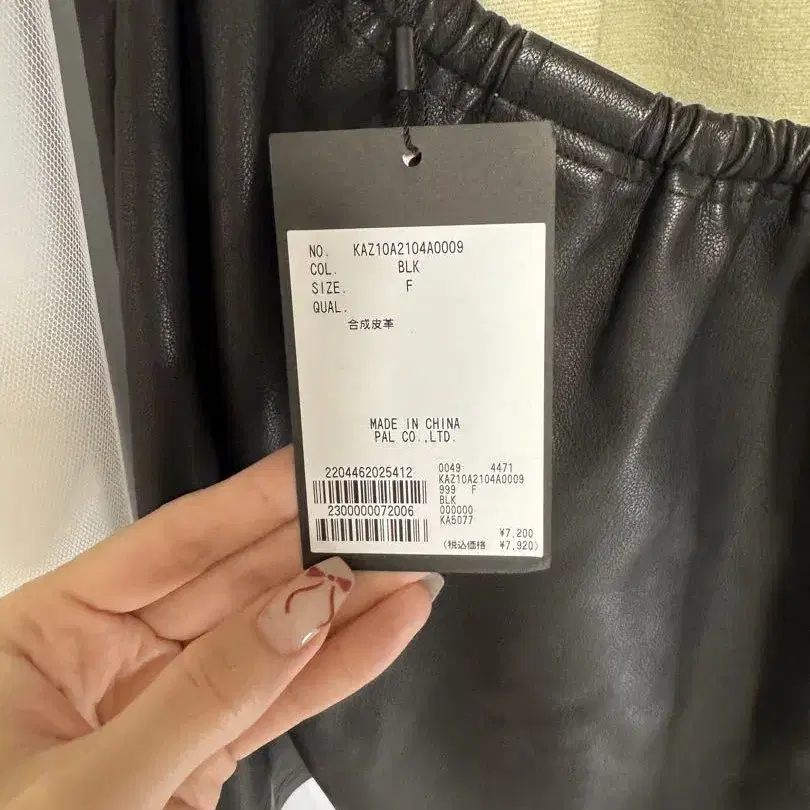 NO. KAZ10A2104A0009
COL. BLK
SIZE. F
QUAL.
合成皮革
MADE IN CHINA
PAL CO.,LTD.
2204462025412
2300000072006
0049 4471
KAZ10A2104A0009
999 F
BLK
000000
KA5077
¥7,200
(税込価格 ¥7,920)